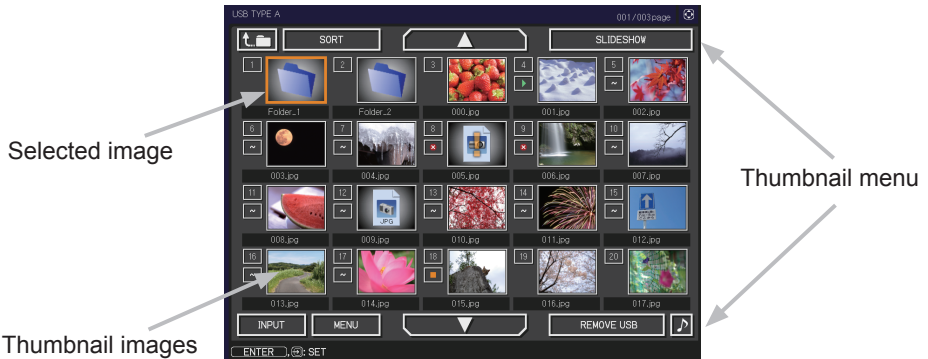 USB TYPE A 001/003page
SORT SLIDESHOW
1 2 3 4 5
Folder_1 Folder_2 000.jpg 001.jpg 002.jpg
Selected image
6 7 8 9 10
003.jpg 004.jpg 005.jpg 006.jpg 007.jpg
Thumbnail menu
11 12 13 14 15
JPG
008.jpg 009.jpg 010.jpg 011.jpg 012.jpg
16 17 18 19 20
013.jpg 014.jpg 015.jpg 016.jpg 017.jpg
Thumbnail images
INPUT MENU REMOVE USB
ENTER , : SET